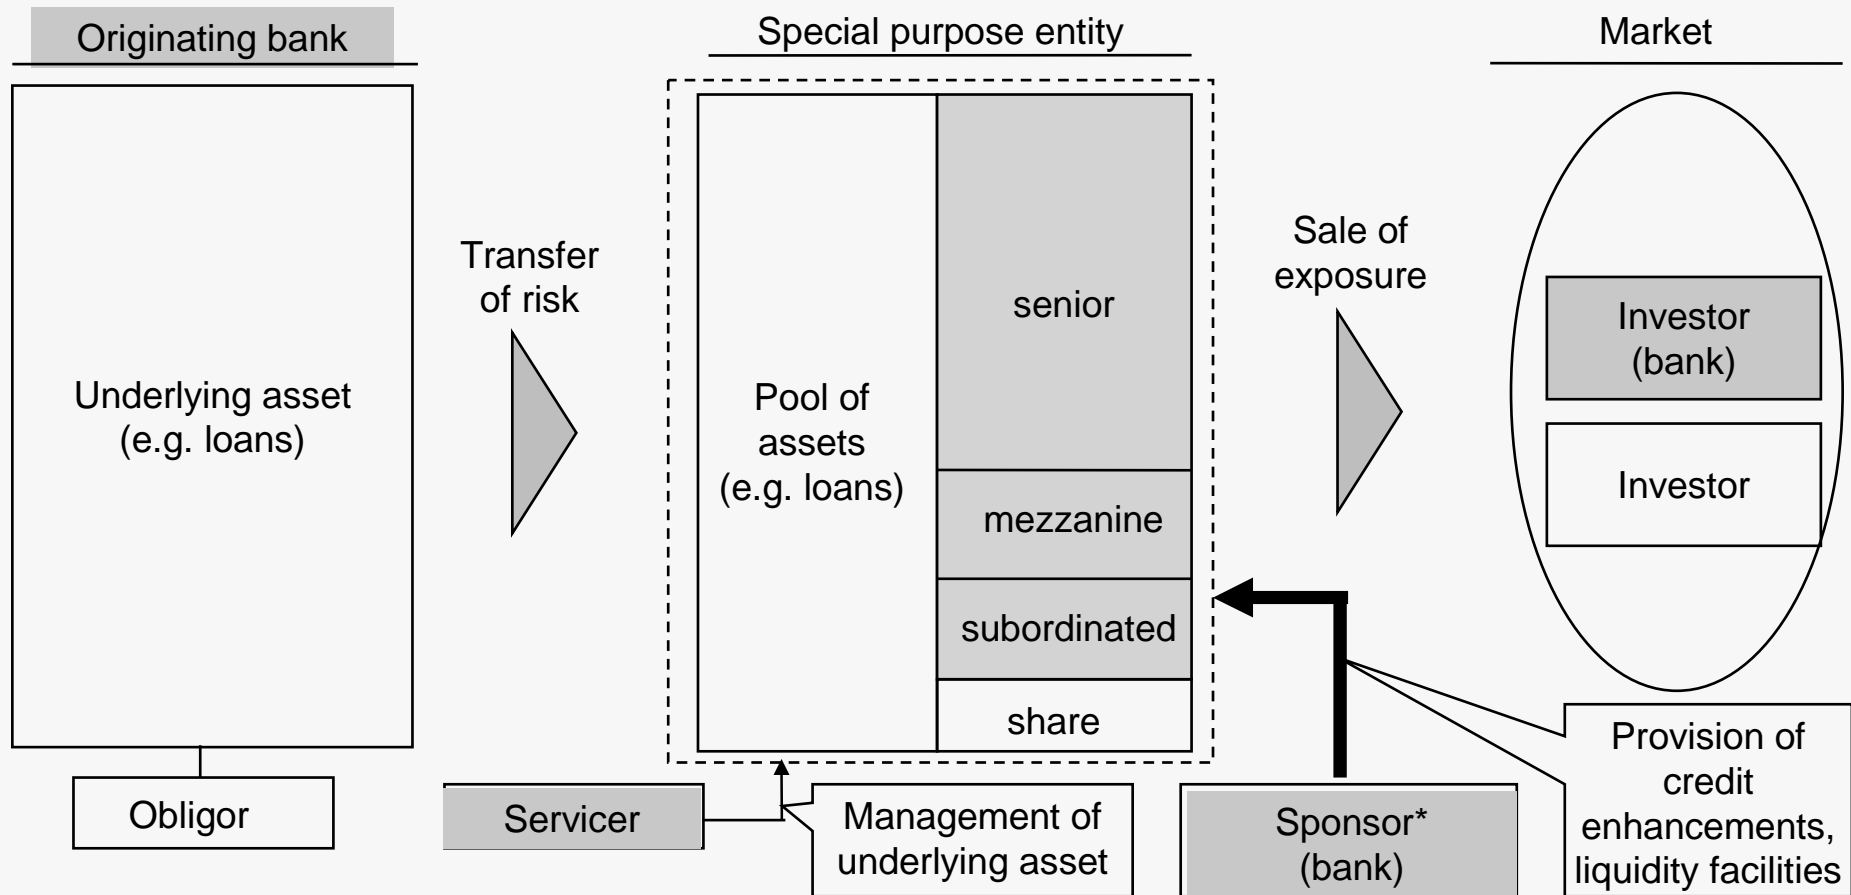 Originating bank
Special purpose entity
Market
Underlying asset
(e.g. loans)
Obligor
Transfer
of risk
Pool of
assets
(e.g. loans)
senior
mezzanine
subordinated
share
Sale of
exposure
Investor
(bank)
Investor
Servicer
Management of
underlying asset
Sponsor*
(bank)
Provision of
credit
enhancements,
liquidity facilities